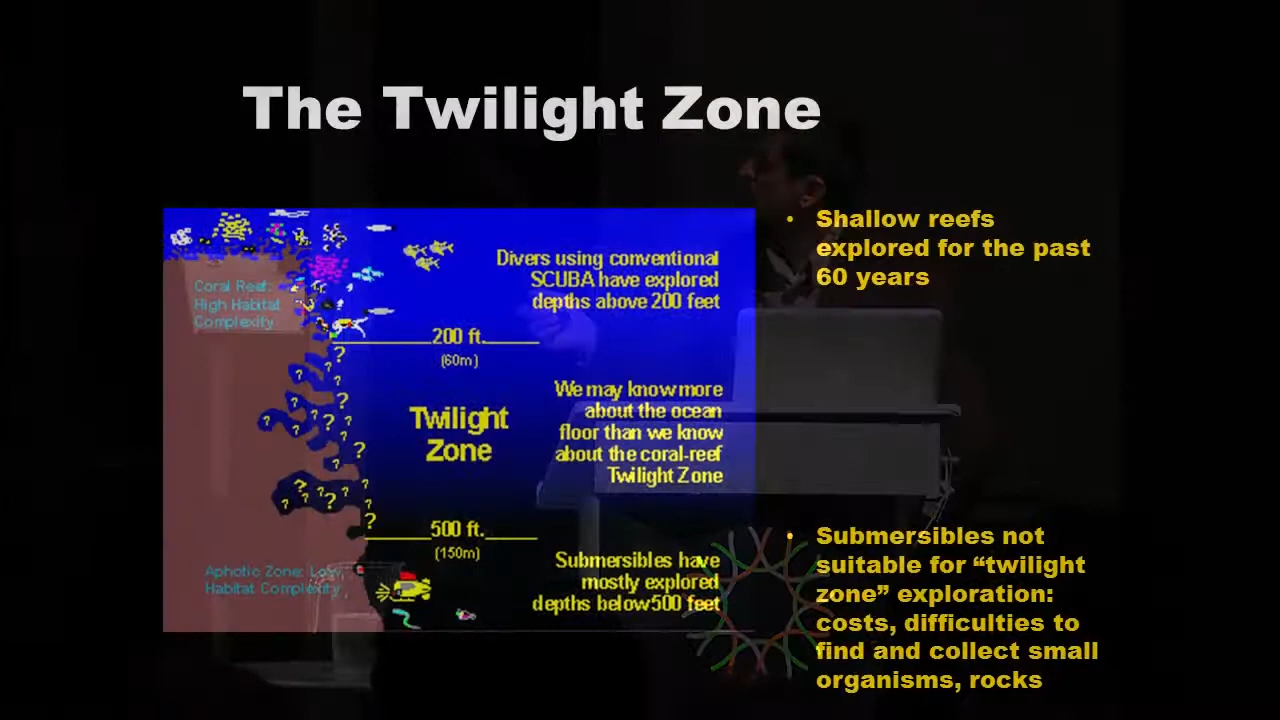 The Twilight Zone
Coral Reef:
High Habitat
Complexity
Divers using conventional
SCUBA have explored
depths above 200 feet
200 ft.
(60m)
Twilight
Zone
We may know more
about the ocean
floor than we know
about the coral-reef
Twilight Zone
500 ft.
(150m)
Aphotic Zone: Low
Habitat Complexity
Submersibles have
mostly explored
depths below 500 feet
• Shallow reefs
explored for the past
60 years
• Submersibles not
suitable for “twilight
zone” exploration:
costs, difficulties to
find and collect small
organisms, rocks